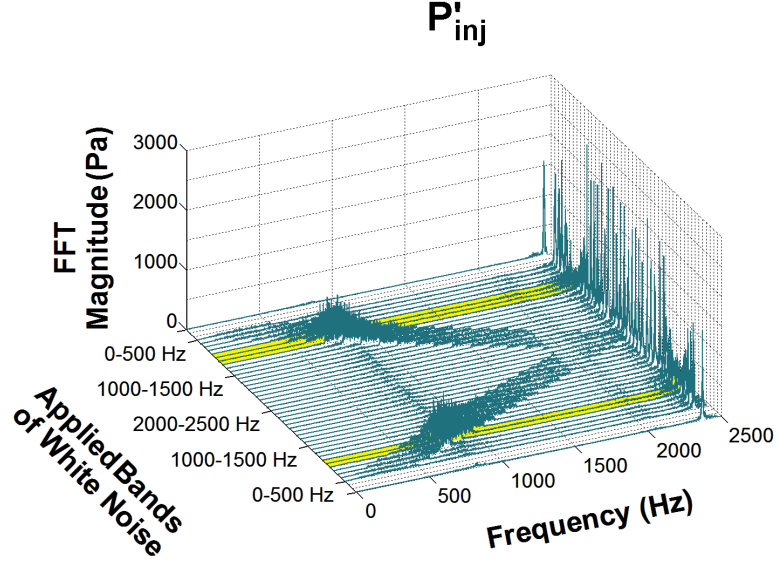 P'inj
3000
2000
1000
0
FFT
Magnitude (Pa)
0-500 Hz
1000-1500 Hz
2000-2500 Hz
1000-1500 Hz
0-500 Hz
Applied Bands
of White Noise
0
500
1000
1500
2000
2500
Frequency (Hz)